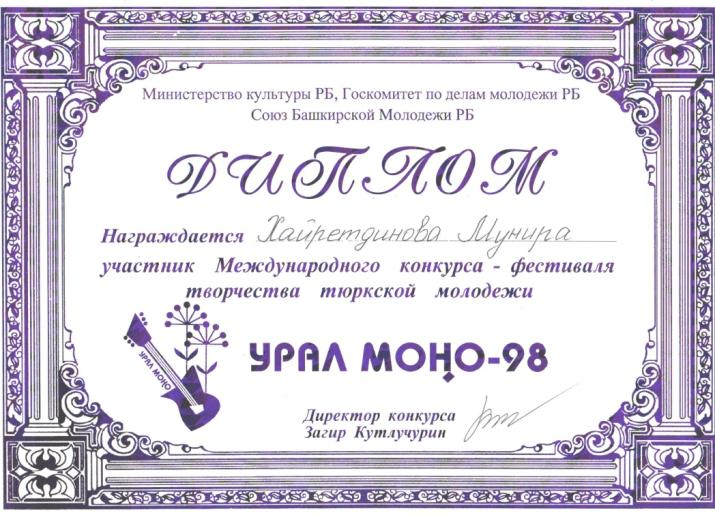 Министерство культуры РБ, Госкомитет по делам молодежи РБ
Союз Башкирской Молодежи РБ
ДИПЛОМ
Награждается Хайретдинова Мунира
участник Международного конкурса - фестиваля
творчества тюркской молодежи
УРАЛ МОҢО
УРАЛ МОҢО-98
Директор конкурса
Загир Кутлучурин